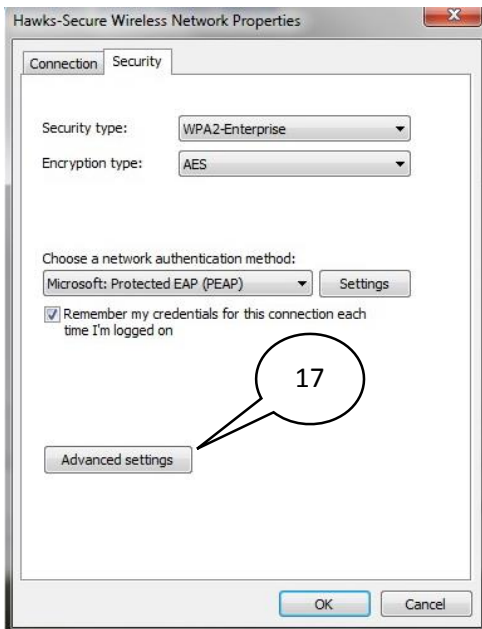 Hawks-Secure Wireless Network Properties
Connection
Security
Security type:
WPA2-Enterprise
Encryption type:
AES
Choose a network authentication method:
Microsoft: Protected EAP (PEAP)
Settings
Remember my credentials for this connection each
time I'm logged on
17
Advanced settings
OK
Cancel